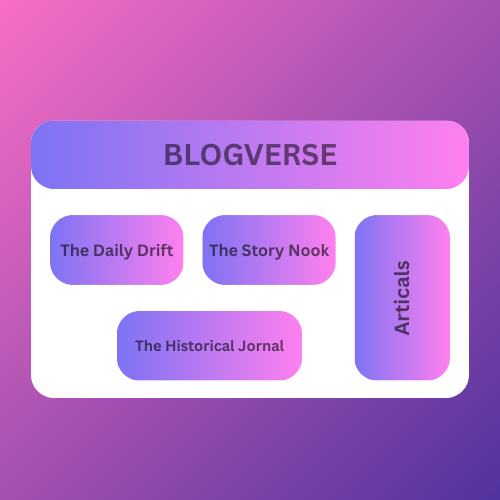 BLOGVERSE
The Daily Drift
The Story Nook
Articals
The Historical Jornal